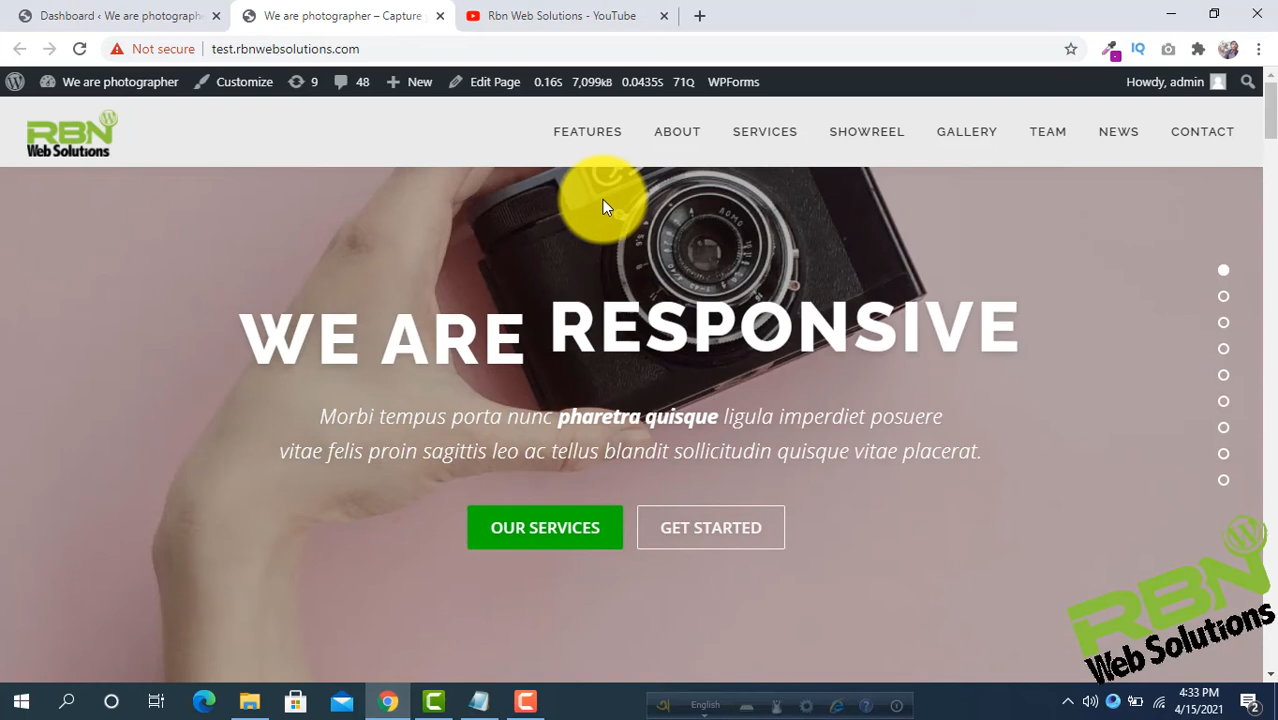 Dashboard ‹ We are photograph
We are photographer – Capture
Rbn Web Solutions - YouTube
Not secure
test.rbnwebsolutions.com
IQ
We are photographer
Customize
9
48
New
Edit Page
0.16S
7,099KB
0.0435S
71Q
WPForms
Howdy, admin
RBN
Web Solutions
FEATURES
ABOUT
SERVICES
SHOWREEL
GALLERY
TEAM
NEWS
CONTACT
ROMO
WE ARE RESPONSIVE
Morbi tempus porta nunc pharetra quisque ligula imperdiet posuere
vitae felis proin sagittis leo ac tellus blandit sollicitudin quisque vitae placerat.
OUR SERVICES
GET STARTED
RBN
Web Solutions
English
4:33 PM
4/15/2021
2